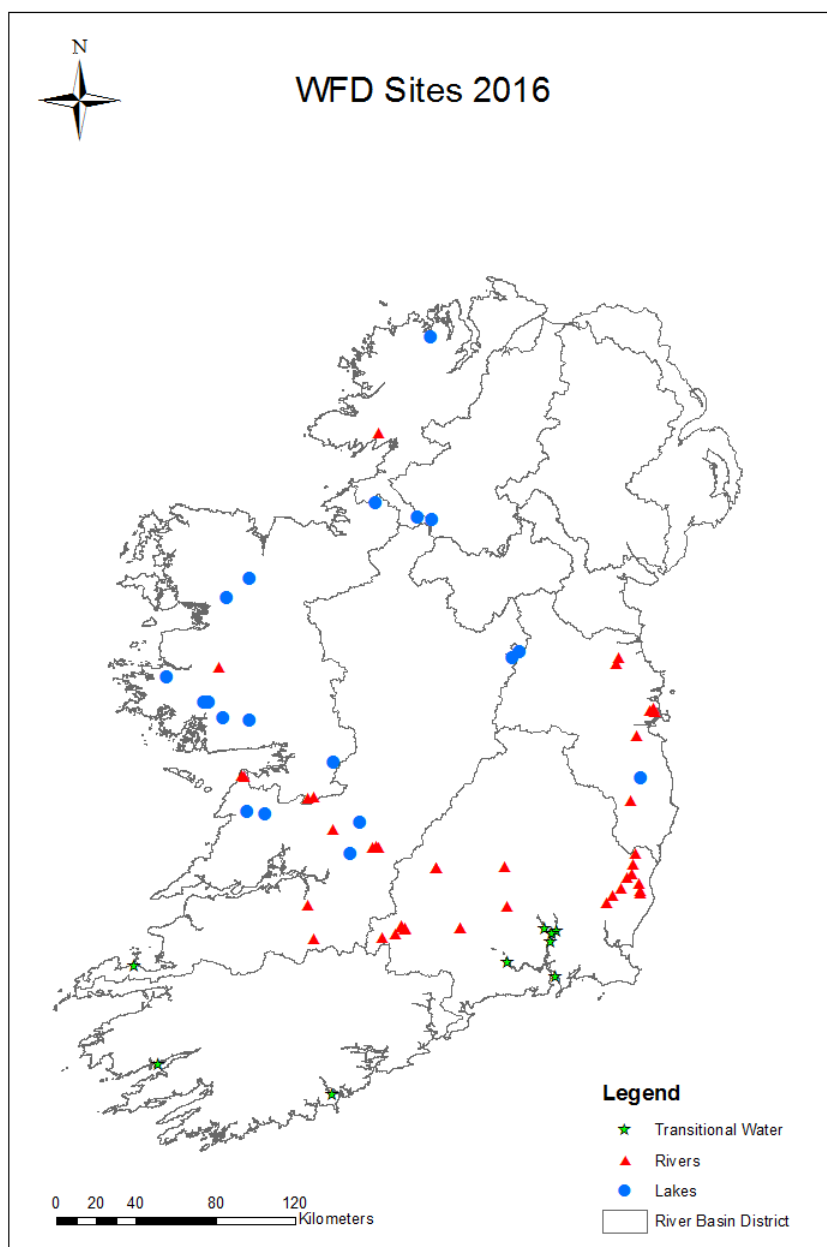 N
WFD Sites 2016
Legend
Transitional Water
Rivers
Lakes
River Basin District
0 20 40 80 120
Kilometers